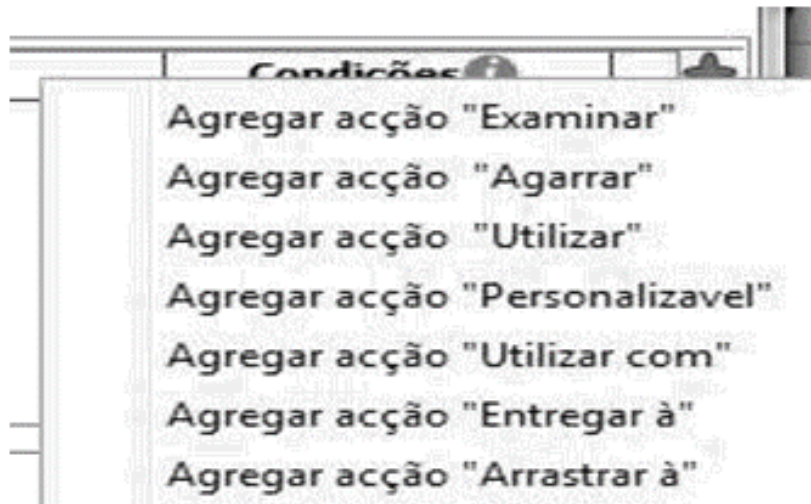 Condições
Agregar acção "Examinar"
Agregar acção "Agarrar"
Agregar acção "Utilizar"
Agregar acção "Personalizavel"
Agregar acção "Utilizar com"
Agregar acção "Entregar à"
Agregar acção "Arrastrar à"